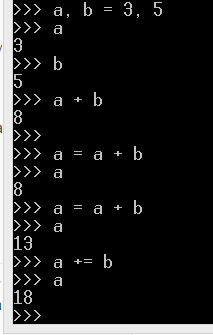 >>> a, b = 3, 5
>>> a
3
>>> b
5
>>> a + b
8
>>>
>>> a = a + b
>>> a
8
>>> a = a + b
>>> a
13
>>> a += b
>>> a
18
>>>